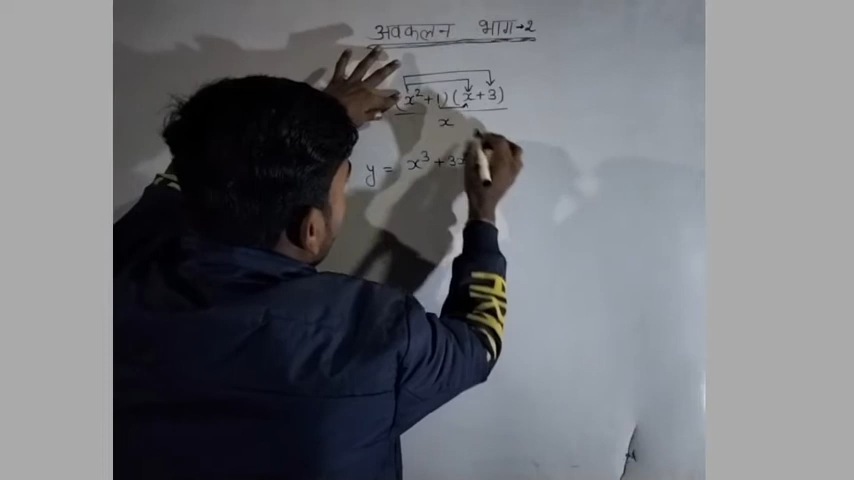 अवकलन भाग→2
(x²+1)(x+3)
x
y = x³ + 3x